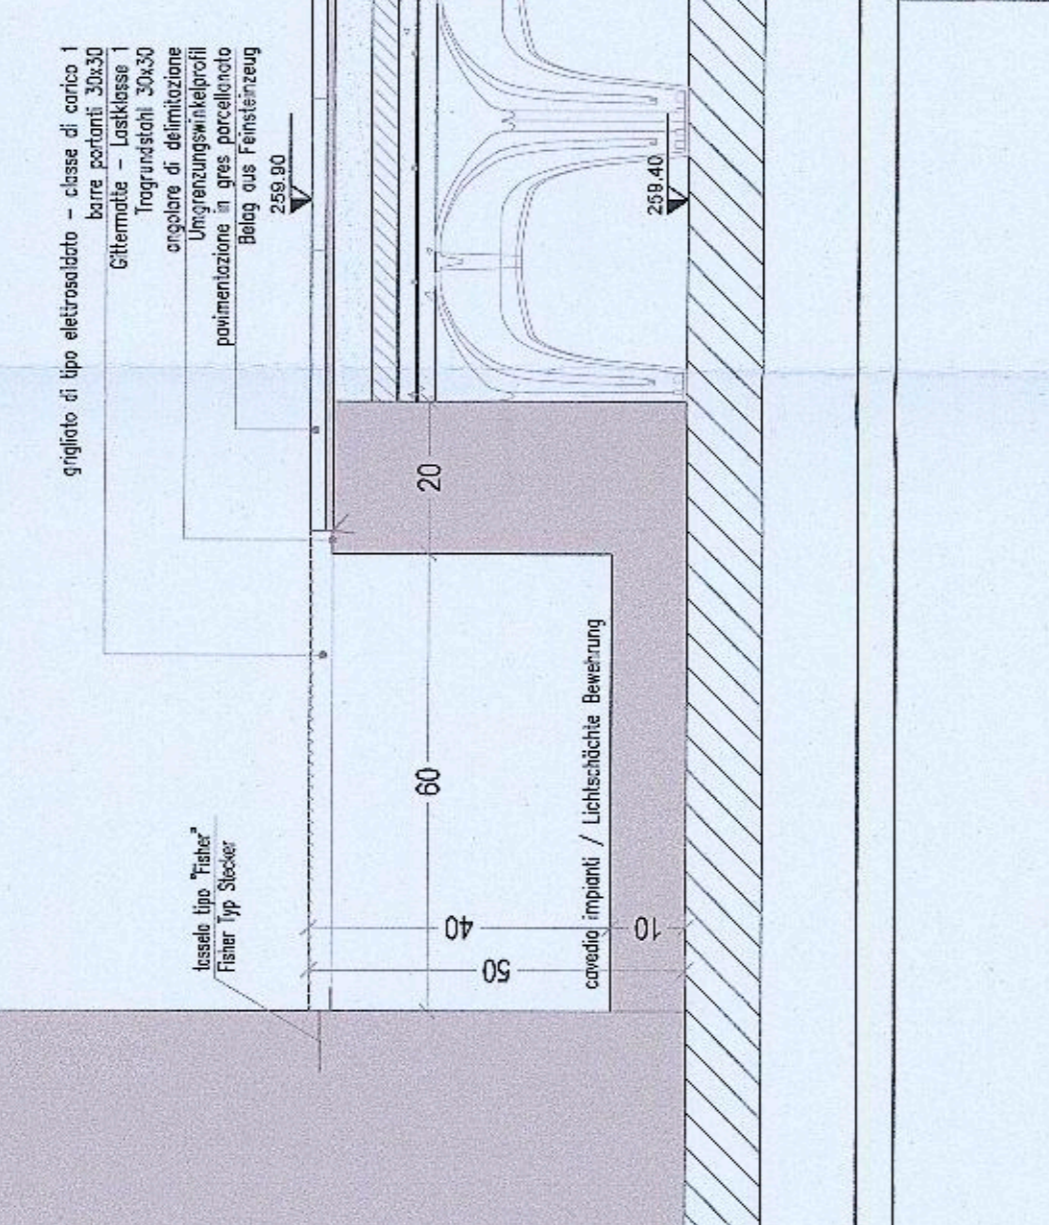 grigliato di tipo elettrosaldato - classe di carico 1
barre portanti 30x30
Gittermatte - Lastklasse 1
Tragrundstahl 30x30
angolare di delimitazione
Umgrenzungswinkelprofil
pavimentazione in gres porcellanato
Belag aus Feinsteinzeug
259.90
259.40
20
60
40
10
50
cavedio impianti / Lichtschächte Bewehrung
tasselo tipo "Fisher"
Fisher Typ Stecker